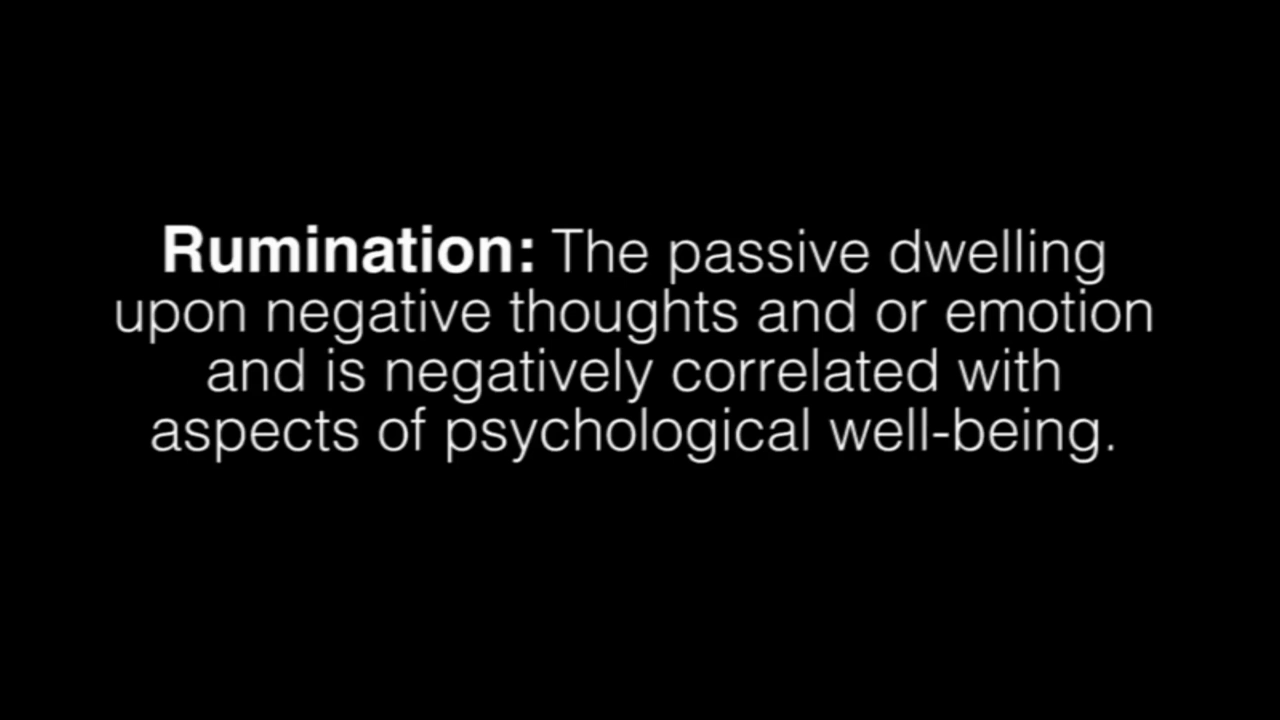 Rumination: The passive dwelling
upon negative thoughts and or emotion
and is negatively correlated with
aspects of psychological well-being.